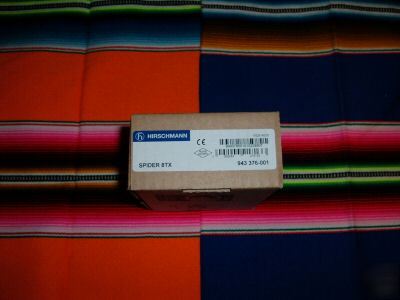 HIRSCHMANN
CE
SPIDER 8TX
943 376-001